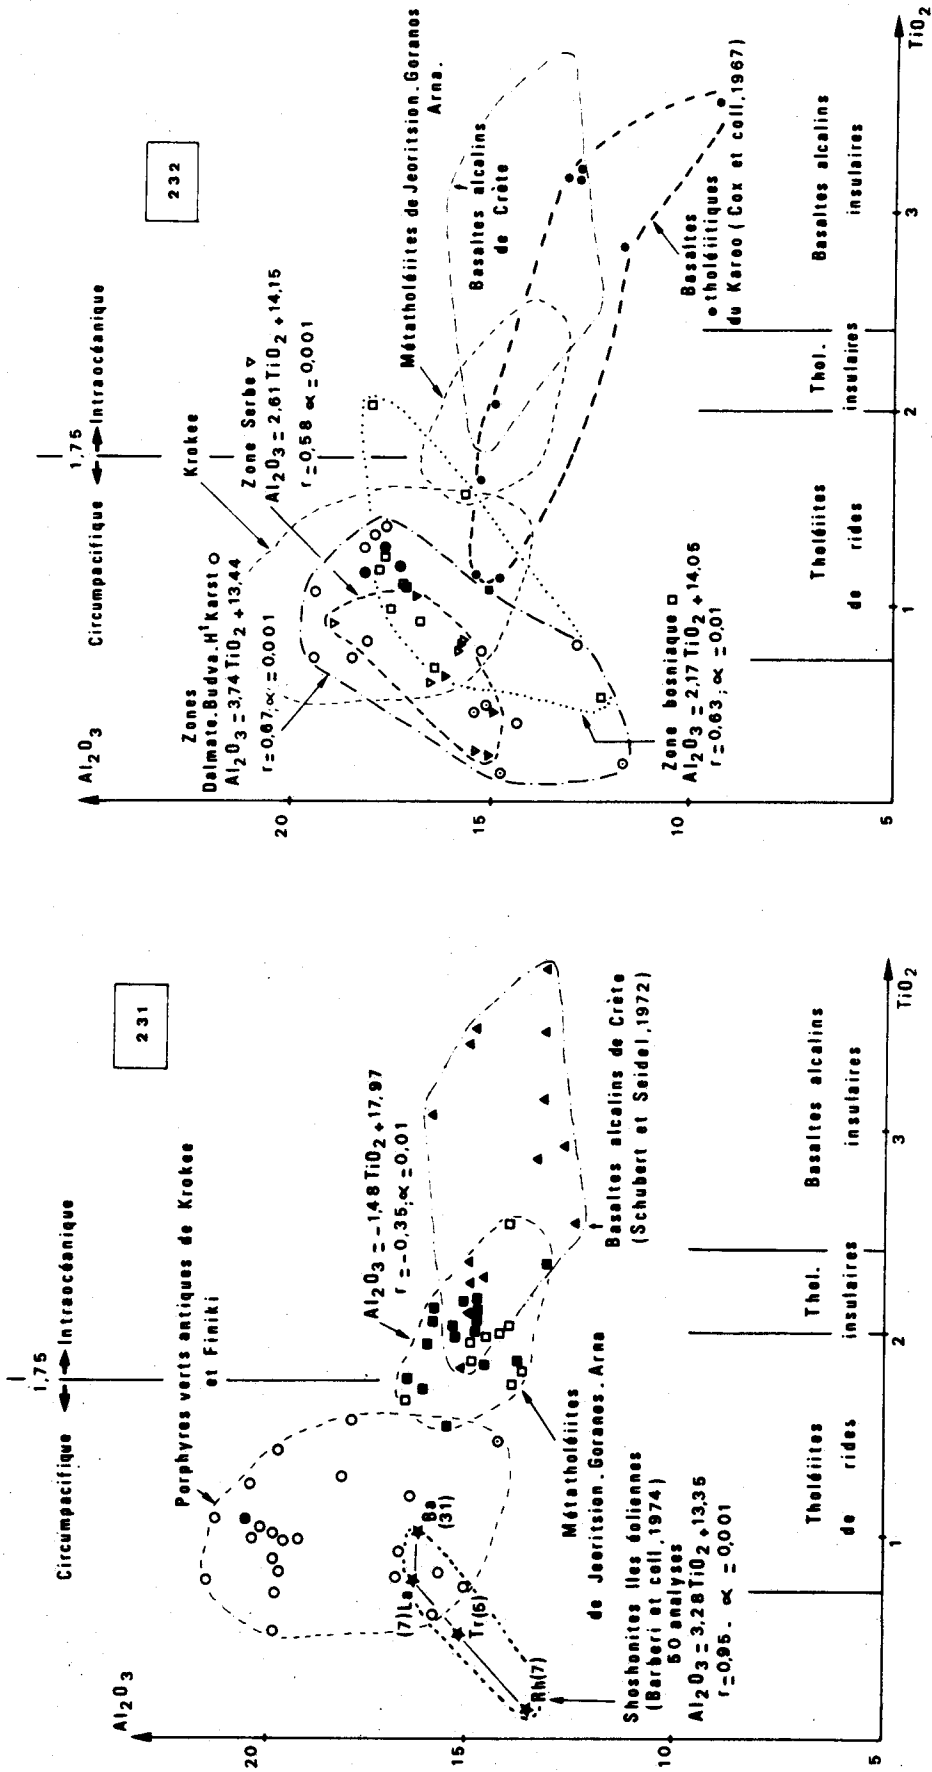 231
Al2O3
Circumpacifique
Intraocéanique
1,75
Porphyres verts antiques de Krokee
et Finiki
Al2O3 = -1,48 TiO2 + 17,97
r = -0,35; α = 0,01
Ba
(31)
(7)La
Tr(6)
Rh(7)
Shoshonites Iles éoliennes
(Barberi et coll, 1974)
50 analyses
Al2O3 = 3,28 TiO2 + 13,35
r = 0,95. α = 0,001
Métatholéiites
de Jeoritsion.Goranos.Arna
Basaltes alcalins de Crète
(Schubert et Seidel, 1972)
Tholéiites
de rides
Thol.
insulaires
Basaltes alcalins
insulaires
20
15
10
5
1
2
3
TiO2
232
Al2O3
Circumpacifique
Intraocéanique
1,75
Krokee
Zones
Dalmate.Budva.Ht Karst
Al2O3 = 3,74 TiO2 + 13,44
r = 0,67; α = 0,001
Zone Serbe
Al2O3 = 2,61 TiO2 + 14,15
r = 0,58 α = 0,001
Métatholéiites de Jeoritsion.Goranos
Arna.
Basaltes alcalins
de Crète
Zone bosniaque
Al2O3 = 2,17 TiO2 + 14,05
r = 0,63; α = 0,01
Basaltes
tholéiitiques
du Karoo (Cox et coll, 1967)
Tholéiites
de rides
Thol.
insulaires
Basaltes alcalins
insulaires
20
15
10
5
1
2
3
TiO2